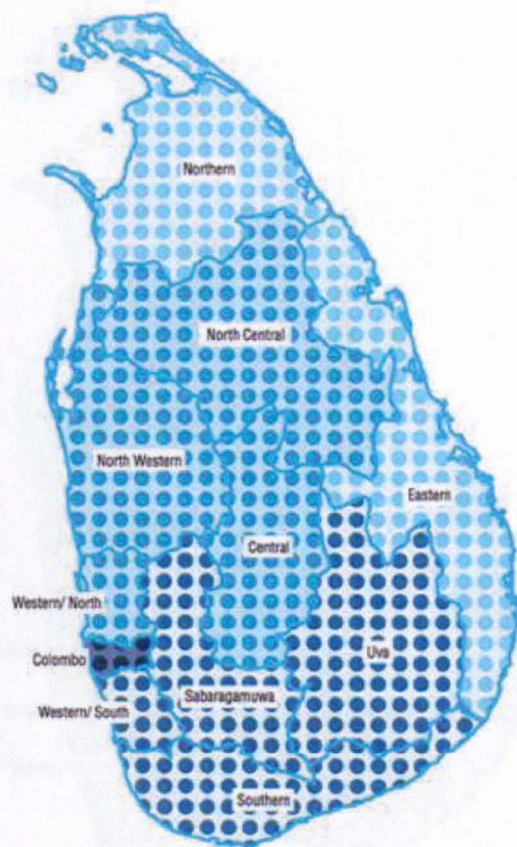 Northern
North Central
North Western
Eastern
Central
Western/ North
Colombo
Uva
Sabaragamuwa
Western/ South
Southern